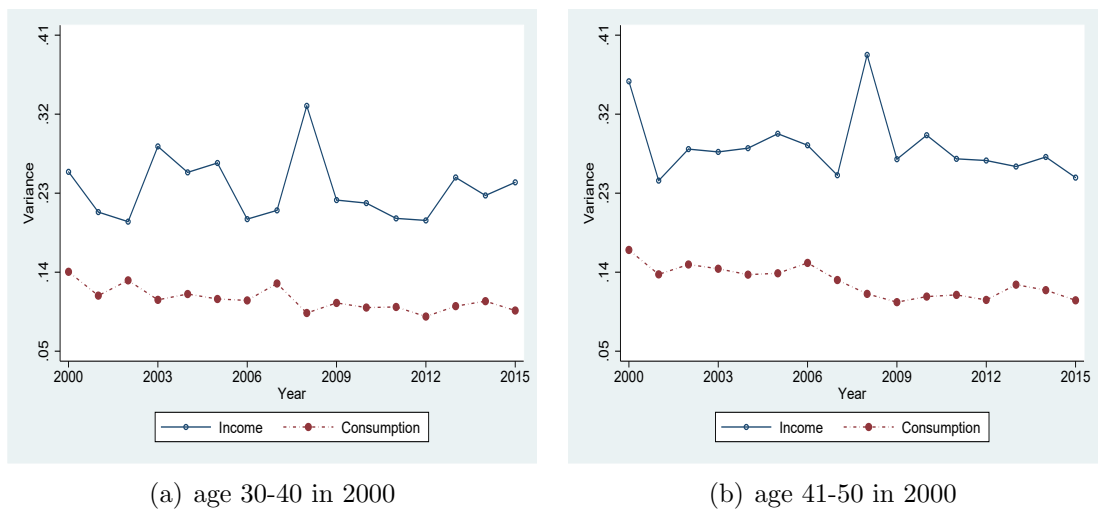 .41
.32
.23
.14
.05
Variance
2000 2003 2006 2009 2012 2015
Year
Income Consumption
(a) age 30-40 in 2000
.41
.32
.23
.14
.05
Variance
2000 2003 2006 2009 2012 2015
Year
Income Consumption
(b) age 41-50 in 2000